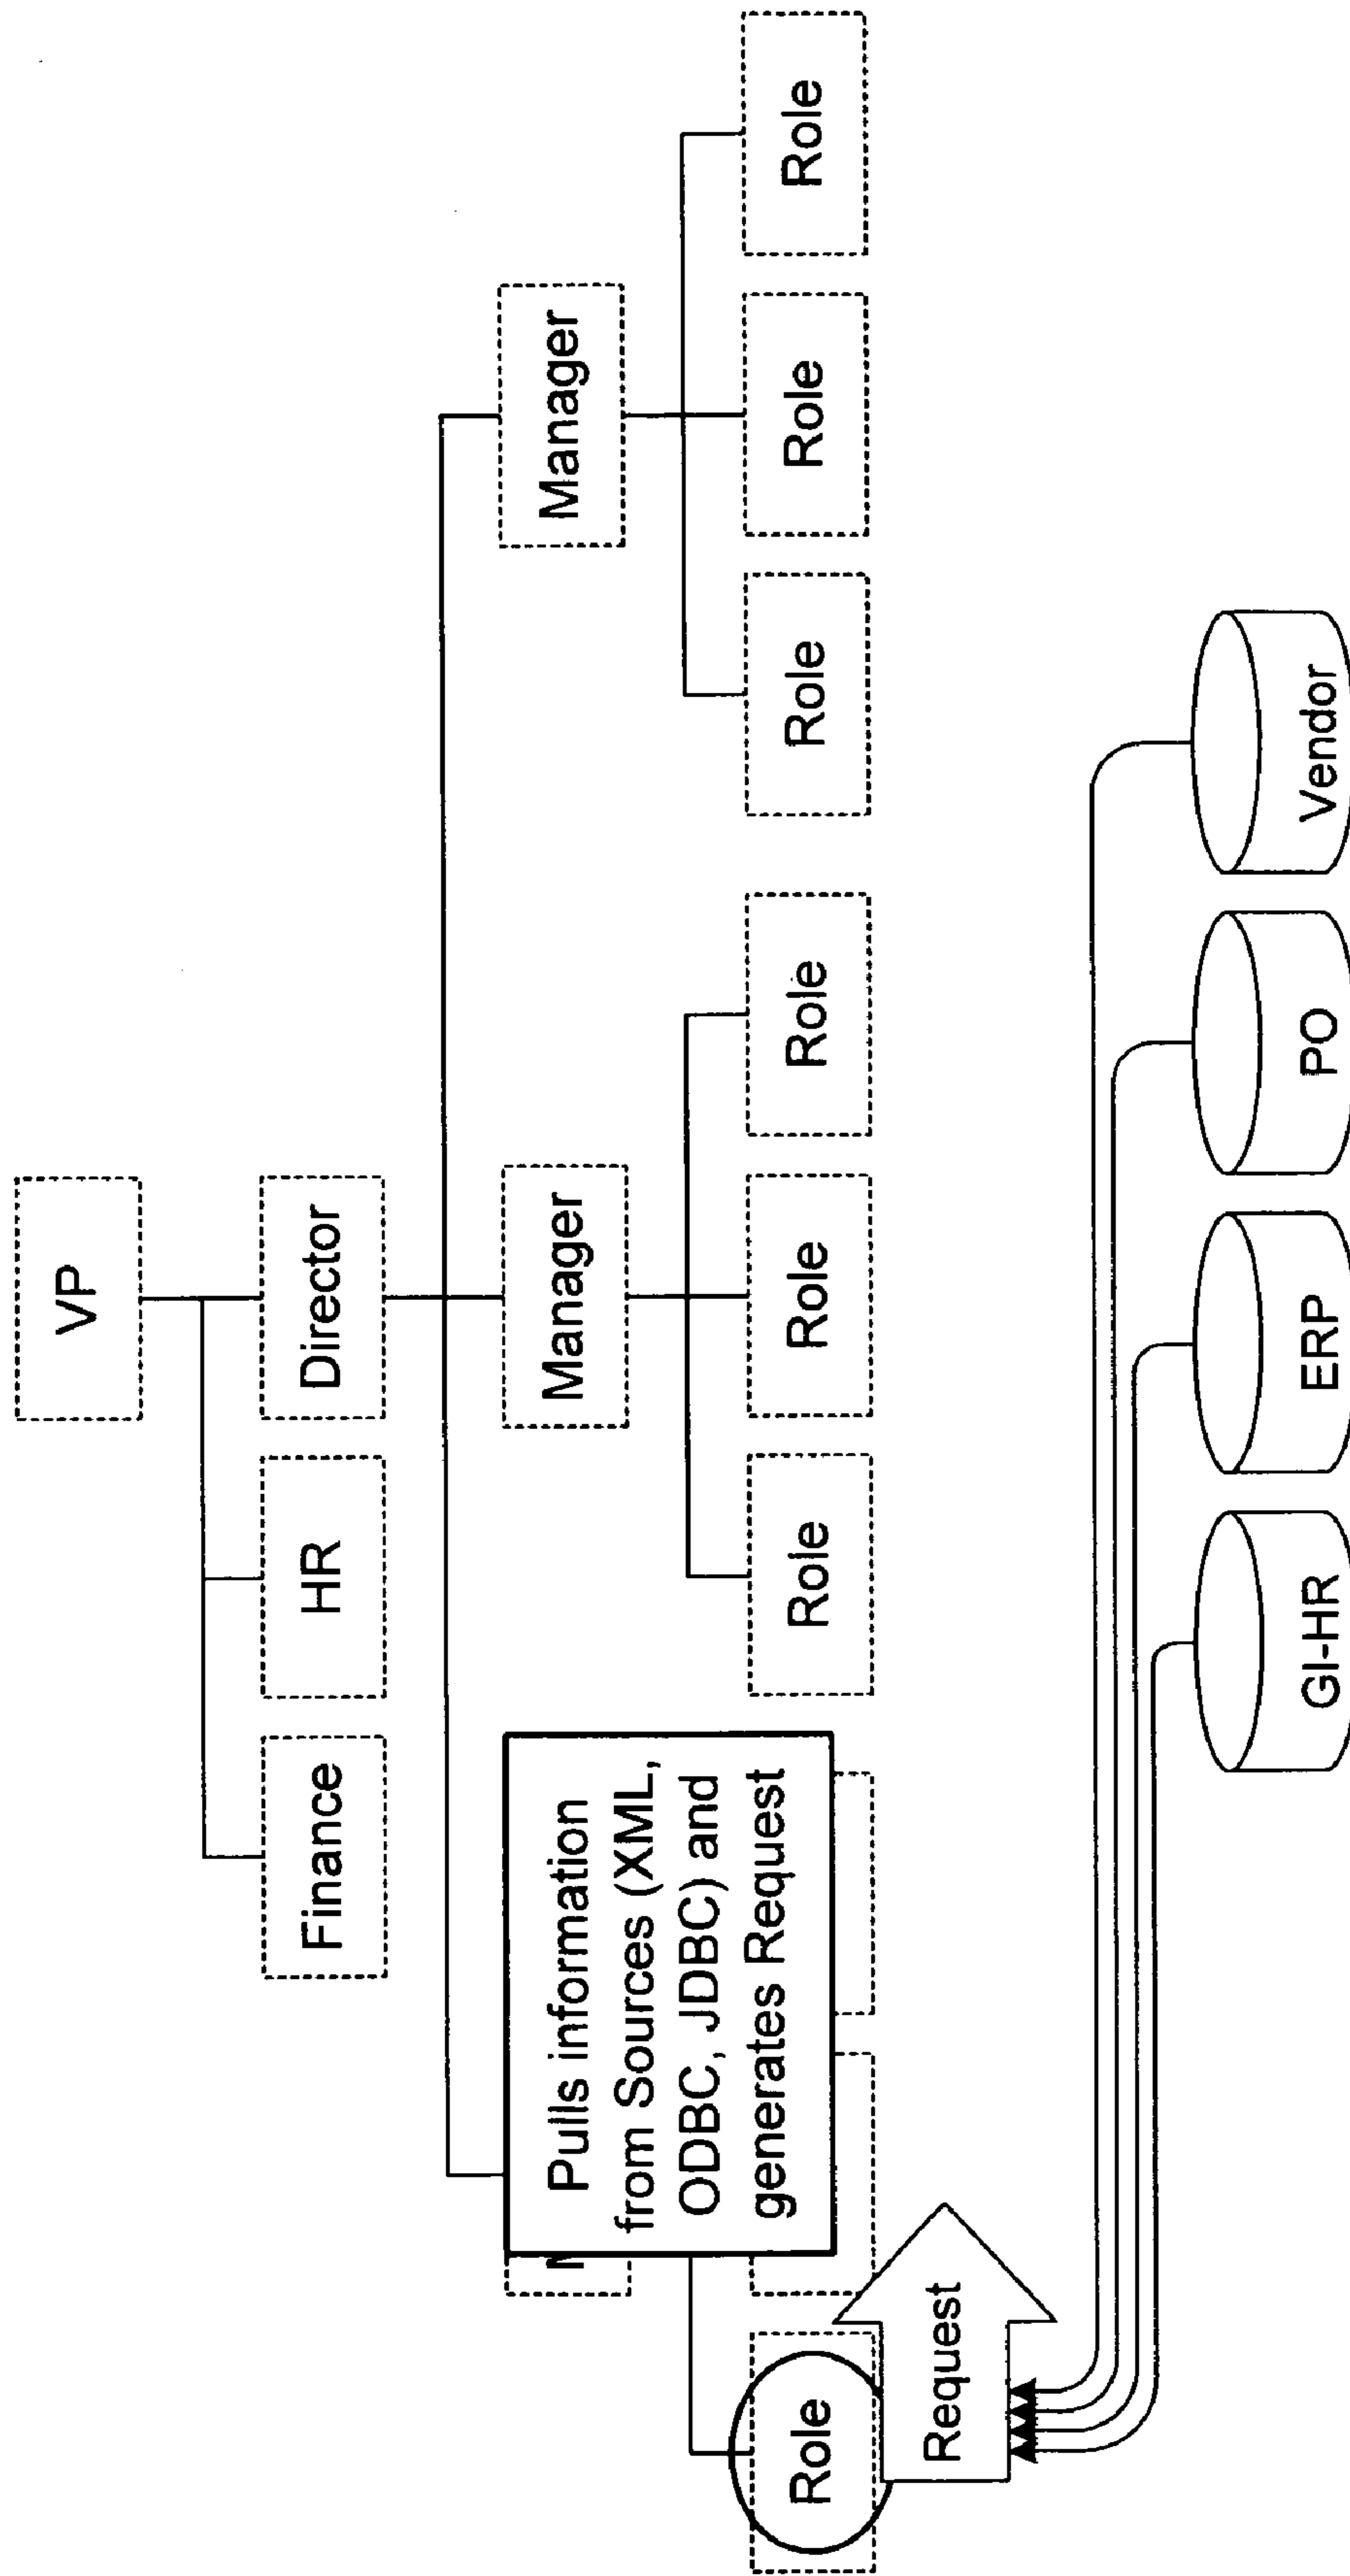 VP
Finance
HR
Director
Manager
Manager
Pulls information
from Sources (XML,
ODBC, JDBC) and
generates Request
Role
Role
Role
Role
Role
Role
Role
Request
GI-HR
ERP
PO
Vendor